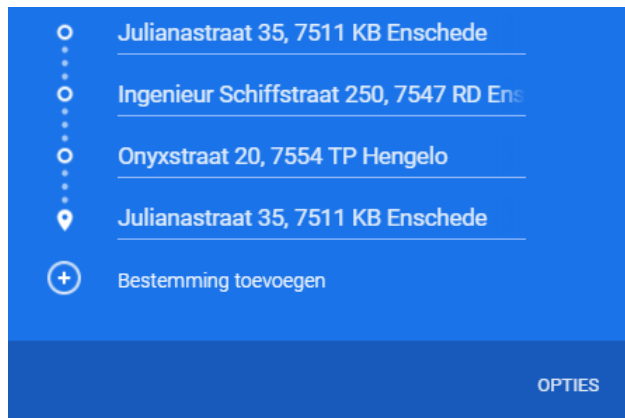 Julianastraat 35, 7511 KB Enschede
Ingenieur Schiffstraat 250, 7547 RD Ens
Onyxstraat 20, 7554 TP Hengelo
Julianastraat 35, 7511 KB Enschede
Bestemming toevoegen
OPTIES